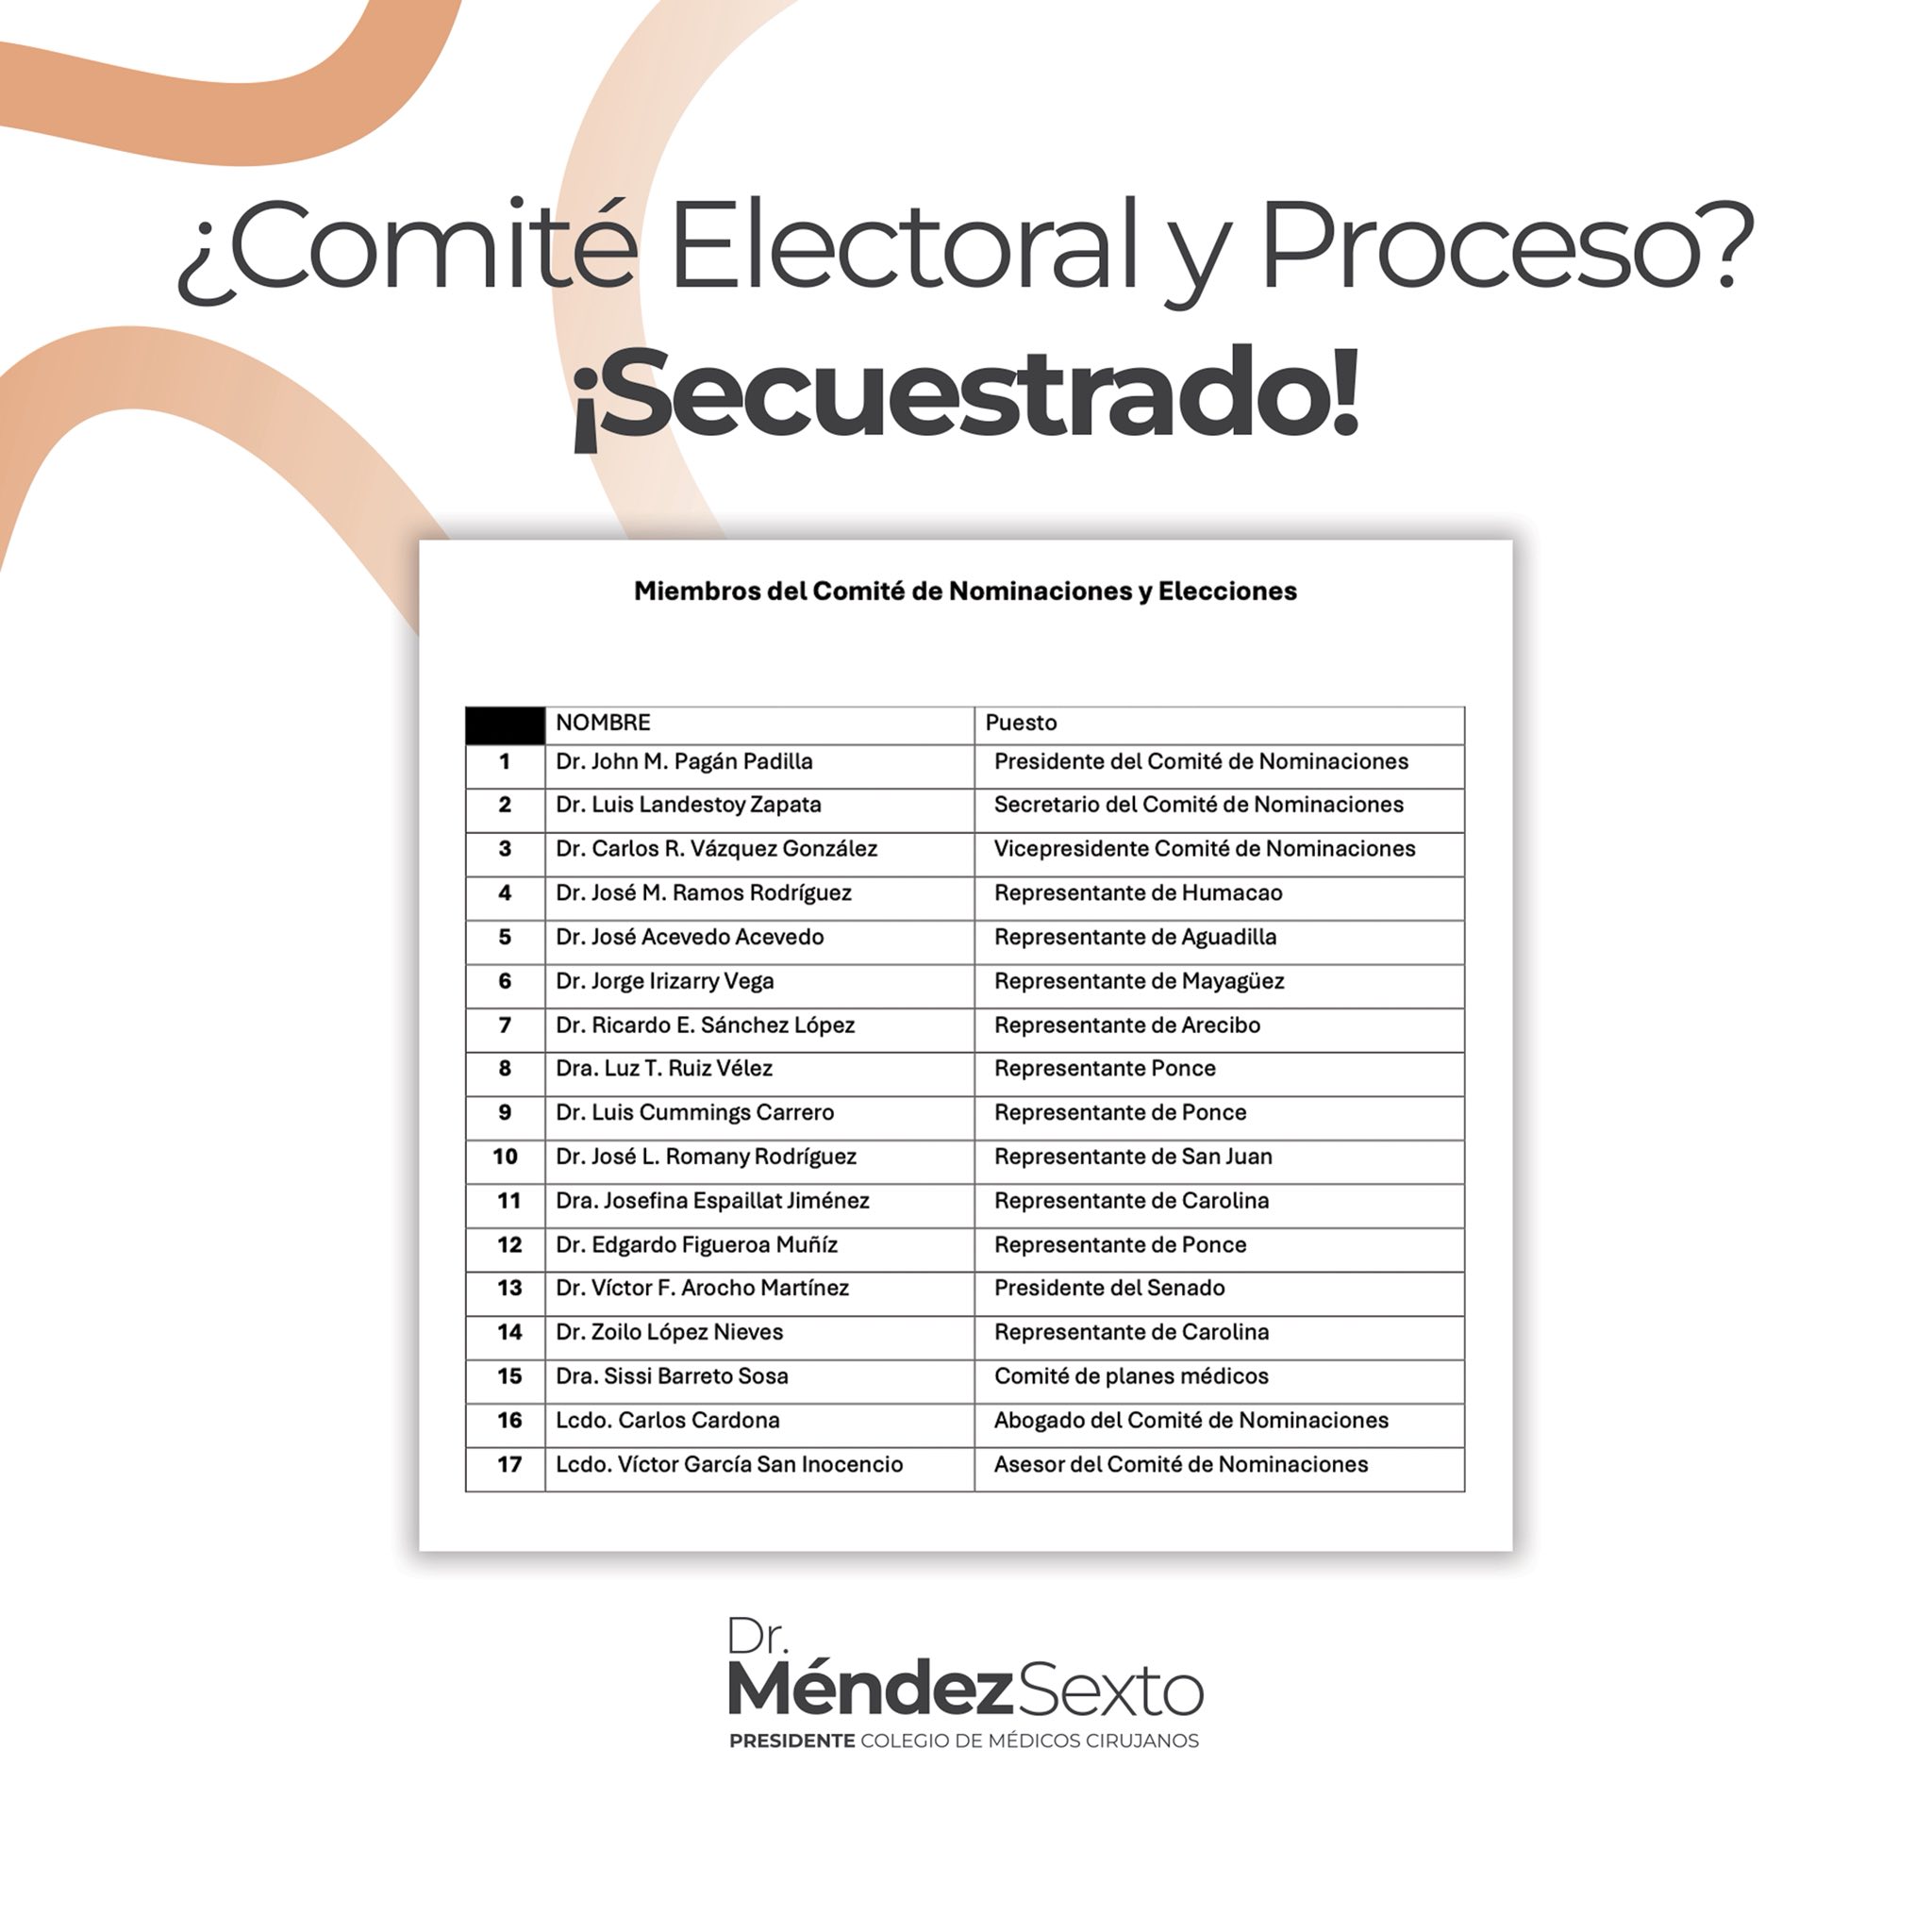 ¿Comité Electoral y Proceso?
¡Secuestrado!
Miembros del Comité de Nominaciones y Elecciones
NOMBRE Puesto
1 Dr. John M. Pagán Padilla Presidente del Comité de Nominaciones
2 Dr. Luis Landestoy Zapata Secretario del Comité de Nominaciones
3 Dr. Carlos R. Vázquez González Vicepresidente Comité de Nominaciones
4 Dr. José M. Ramos Rodríguez Representante de Humacao
5 Dr. José Acevedo Acevedo Representante de Aguadilla
6 Dr. Jorge Irizarry Vega Representante de Mayagüez
7 Dr. Ricardo E. Sánchez López Representante de Arecibo
8 Dra. Luz T. Ruiz Vélez Representante Ponce
9 Dr. Luis Cummings Carrero Representante de Ponce
10 Dr. José L. Romany Rodríguez Representante de San Juan
11 Dra. Josefina Espaillat Jiménez Representante de Carolina
12 Dr. Edgardo Figueroa Muñíz Representante de Ponce
13 Dr. Víctor F. Arocho Martínez Presidente del Senado
14 Dr. Zoilo López Nieves Representante de Carolina
15 Dra. Sissi Barreto Sosa Comité de planes médicos
16 Lcdo. Carlos Cardona Abogado del Comité de Nominaciones
17 Lcdo. Víctor García San Inocencio Asesor del Comité de Nominaciones
Dr.
MéndezSexto
PRESIDENTE COLEGIO DE MÉDICOS CIRUJANOS